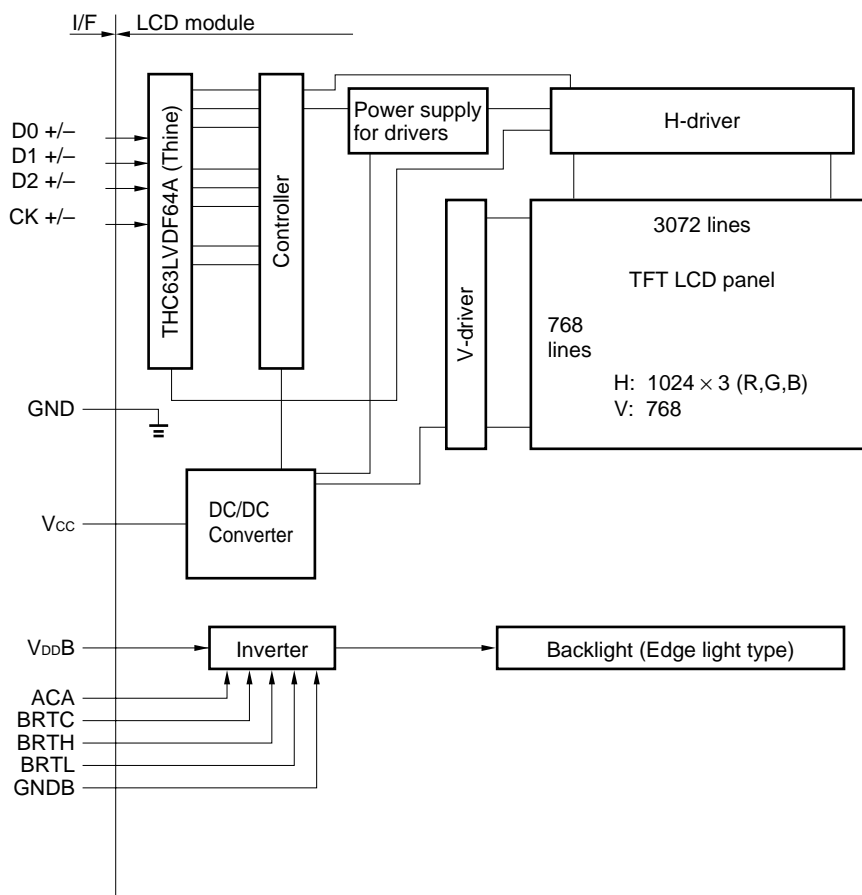 I/F
LCD module
D0 +/–
D1 +/–
D2 +/–
CK +/–
THC63LVDF64A (Thine)
Controller
Power supply
for drivers
H-driver
V-driver
3072 lines
TFT LCD panel
768
lines
H: 1024 × 3 (R,G,B)
V: 768
GND
VCC
DC/DC
Converter
VDDB
Inverter
Backlight (Edge light type)
ACA
BRTC
BRTH
BRTL
GNDB